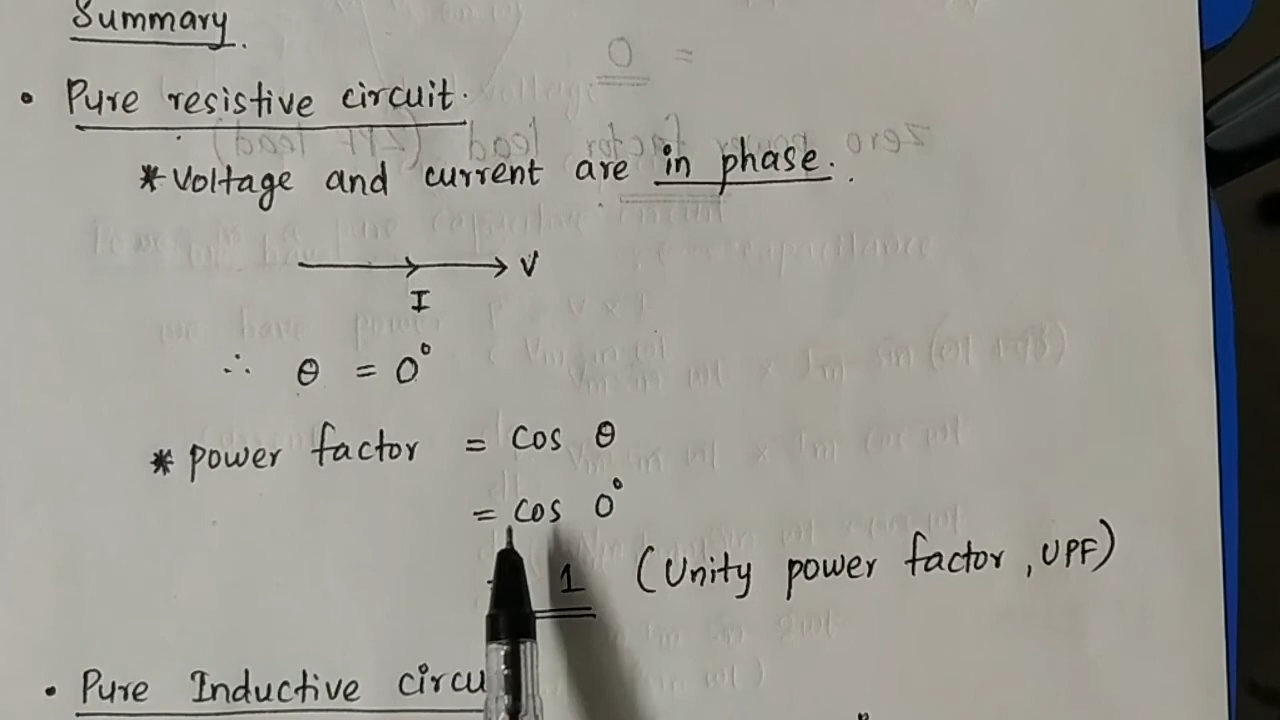 Summary.
• Pure resistive circuit.
* Voltage and current are in phase.
V
I
∴ θ = 0°
* power factor = cos θ
= cos 0°
1 (Unity power factor, UPF)
• Pure Inductive